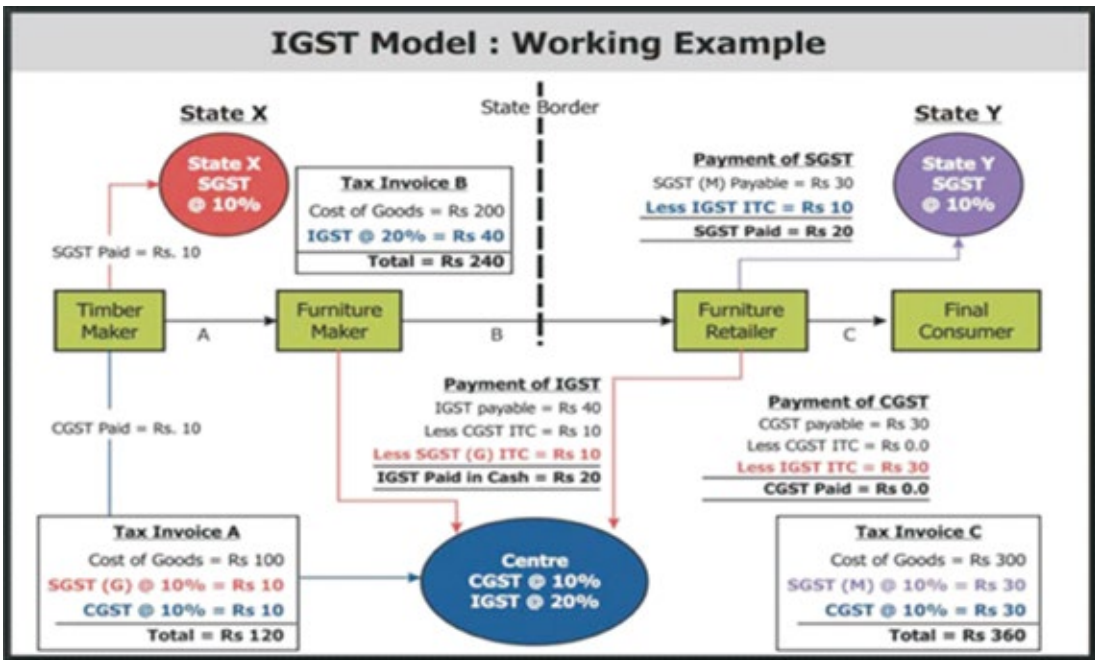 IGST Model : Working Example
State X
State Border
State Y
State X
SGST
@ 10%
Tax Invoice B
Cost of Goods = Rs 200
IGST @ 20% = Rs 40
Total = Rs 240
Payment of SGST
SGST (M) Payable = Rs 30
Less IGST ITC = Rs 10
SGST Paid = Rs 20
State Y
SGST
@ 10%
SGST Paid = Rs. 10
Timber
Maker
A
Furniture
Maker
B
Furniture
Retailer
C
Final
Consumer
CGST Paid = Rs. 10
Payment of IGST
IGST payable = Rs 40
Less CGST ITC = Rs 10
Less SGST (G) ITC = Rs 10
IGST Paid in Cash = Rs 20
Payment of CGST
CGST payable = Rs 30
Less CGST ITC = Rs 0.0
Less IGST ITC = Rs 30
CGST Paid = Rs 0.0
Tax Invoice A
Cost of Goods = Rs 100
SGST (G) @ 10% = Rs 10
CGST @ 10% = Rs 10
Total = Rs 120
Centre
CGST @ 10%
IGST @ 20%
Tax Invoice C
Cost of Goods = Rs 300
SGST (M) @ 10% = Rs 30
CGST @ 10% = Rs 30
Total = Rs 360